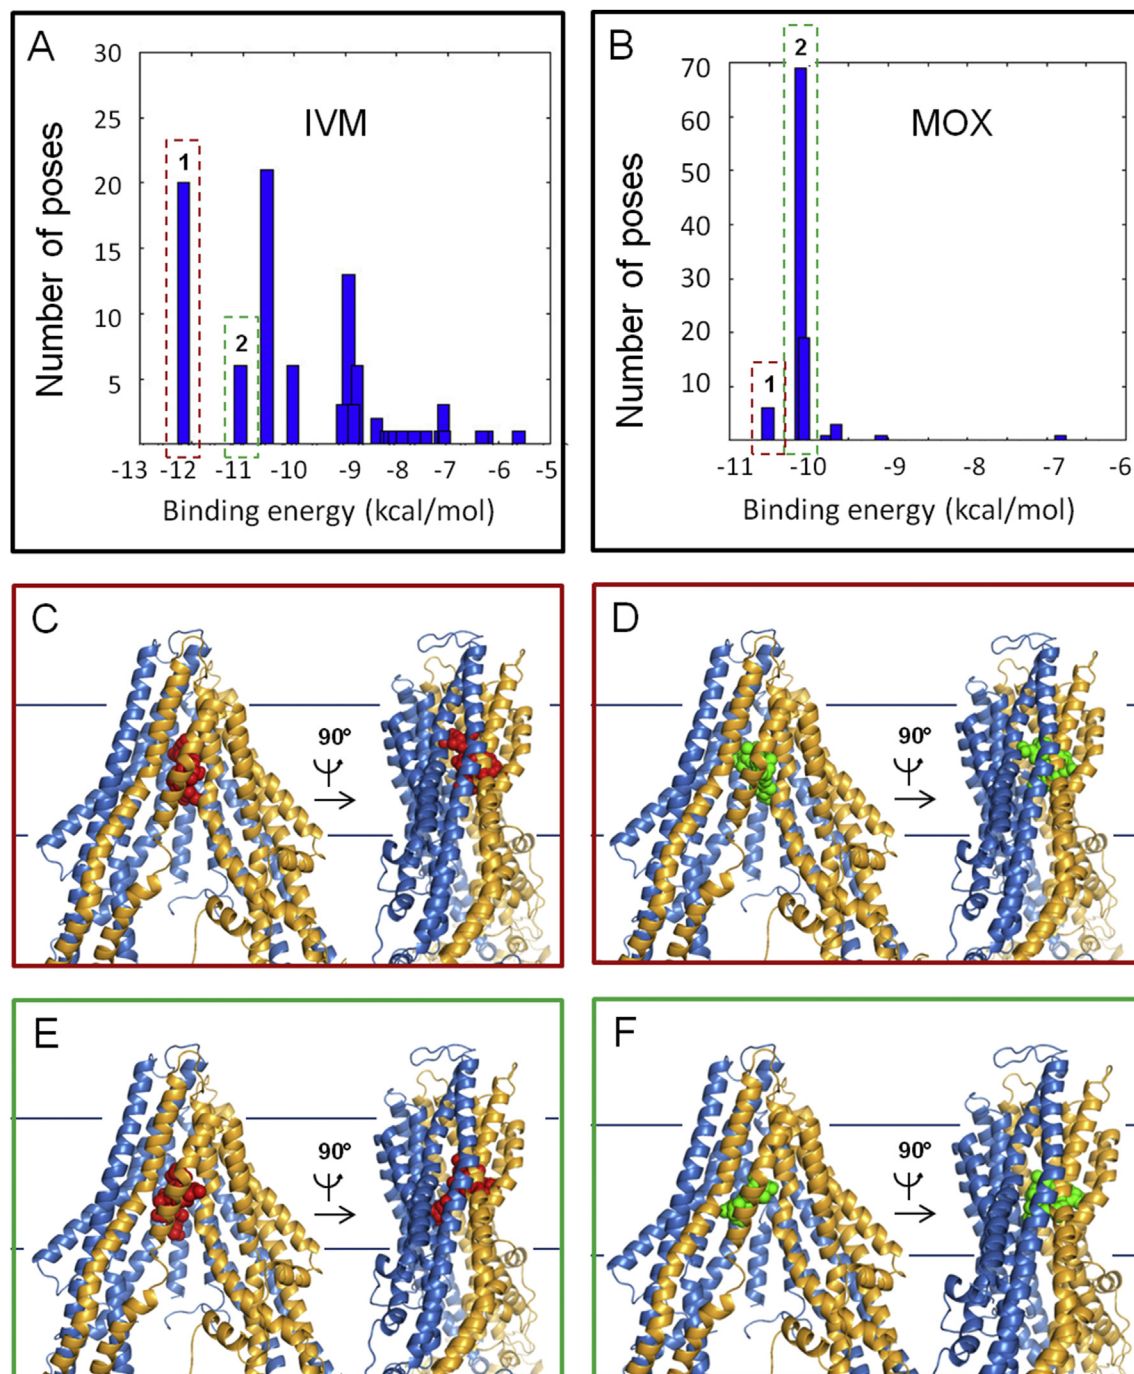 A
IVM
Number of poses
30
25
20
15
10
5
1
2
-13 -12 -11 -10 -9 -8 -7 -6 -5
Binding energy (kcal/mol)
B
MOX
Number of poses
70
60
50
40
30
20
10
1
2
-11 -10 -9 -8 -7 -6
Binding energy (kcal/mol)
C
90°
D
90°
E
90°
F
90°